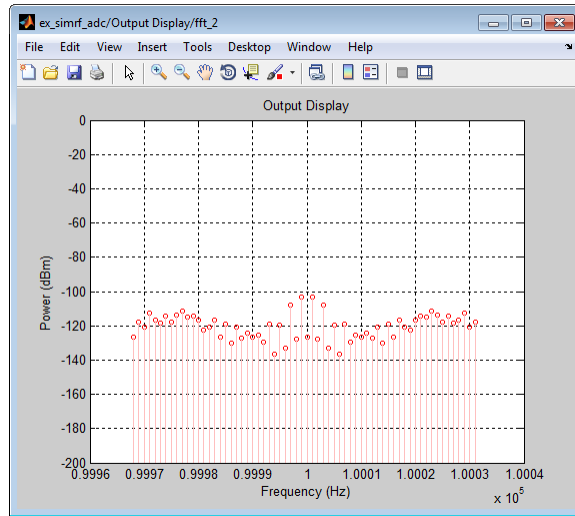 ex_simrf_adc/Output Display/fft_2
File Edit View Insert Tools Desktop Window Help
Output Display
0
-20
-40
-60
-80
-100
-120
-140
-160
-180
-200
Power (dBm)
0.9996 0.9997 0.9998 0.9999 1 1.0001 1.0002 1.0003 1.0004
Frequency (Hz)
x 10^5